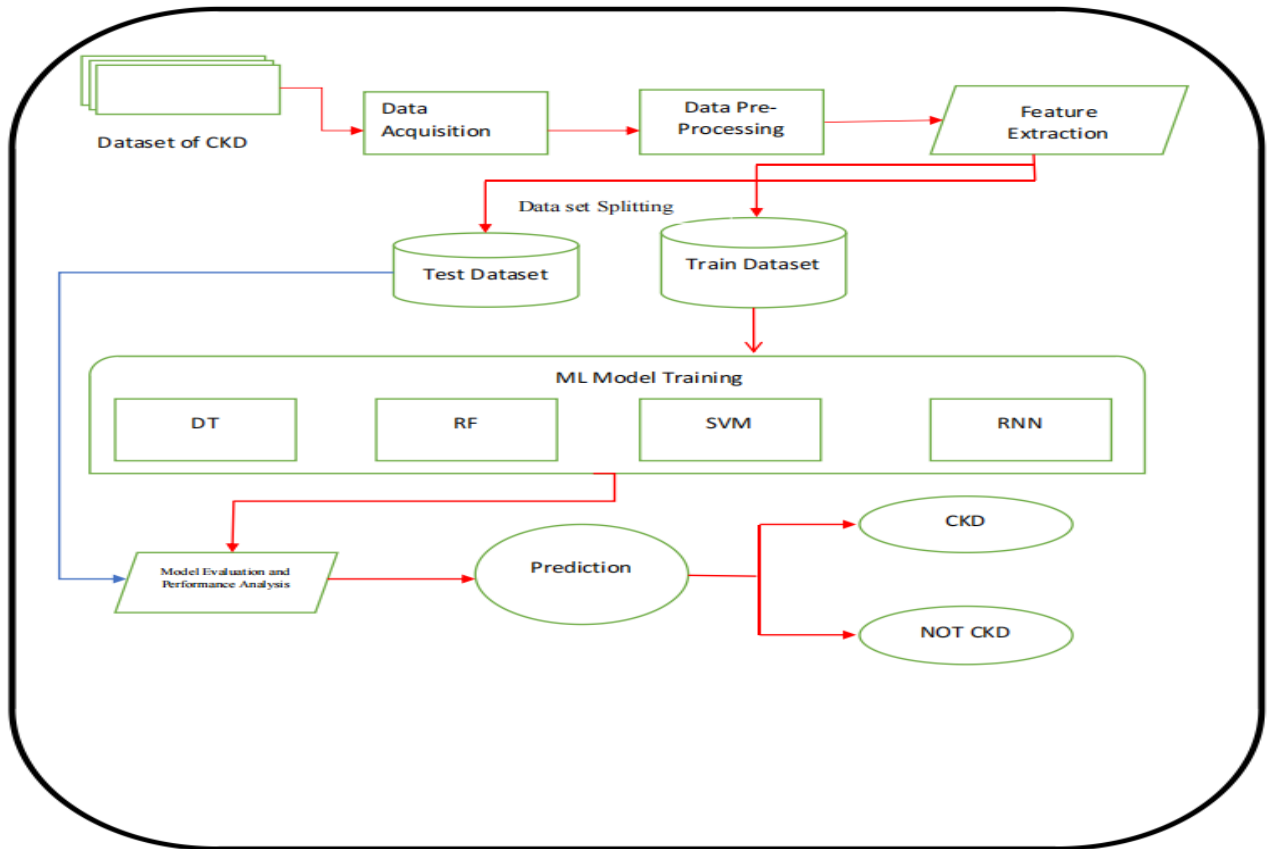 Dataset of CKD
Data
Acquisition
Data Pre-
Processing
Feature
Extraction
Data set Splitting
Test Dataset
Train Dataset
ML Model Training
DT
RF
SVM
RNN
Model Evaluation and
Performance Analysis
Prediction
CKD
NOT CKD